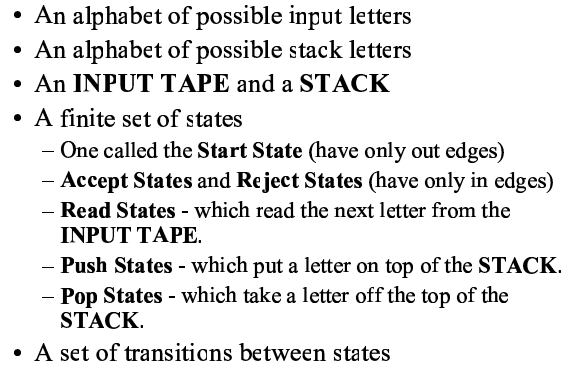 • An alphabet of possible input letters
• An alphabet of possible stack letters
• An INPUT TAPE and a STACK
• A finite set of states
– One called the Start State (have only out edges)
– Accept States and Reject States (have only in edges)
– Read States - which read the next letter from the
INPUT TAPE.
– Push States - which put a letter on top of the STACK.
– Pop States - which take a letter off the top of the
STACK.
• A set of transitions between states